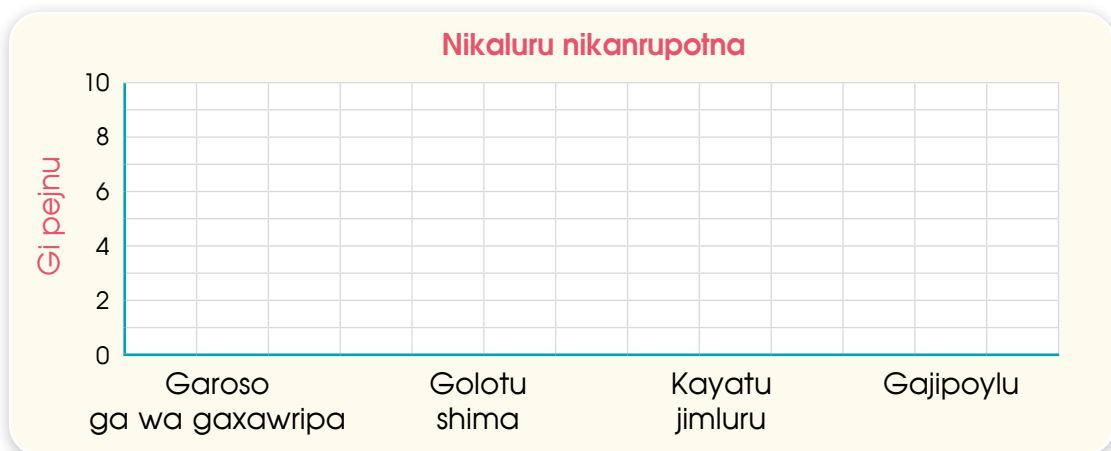 Nikaluru nikanrupotna
10
8
6
4
2
0
Gi pejnu
Garoso
ga wa gaxawripa
Golotu
shima
Kayatu
jimluru
Gajipoylu